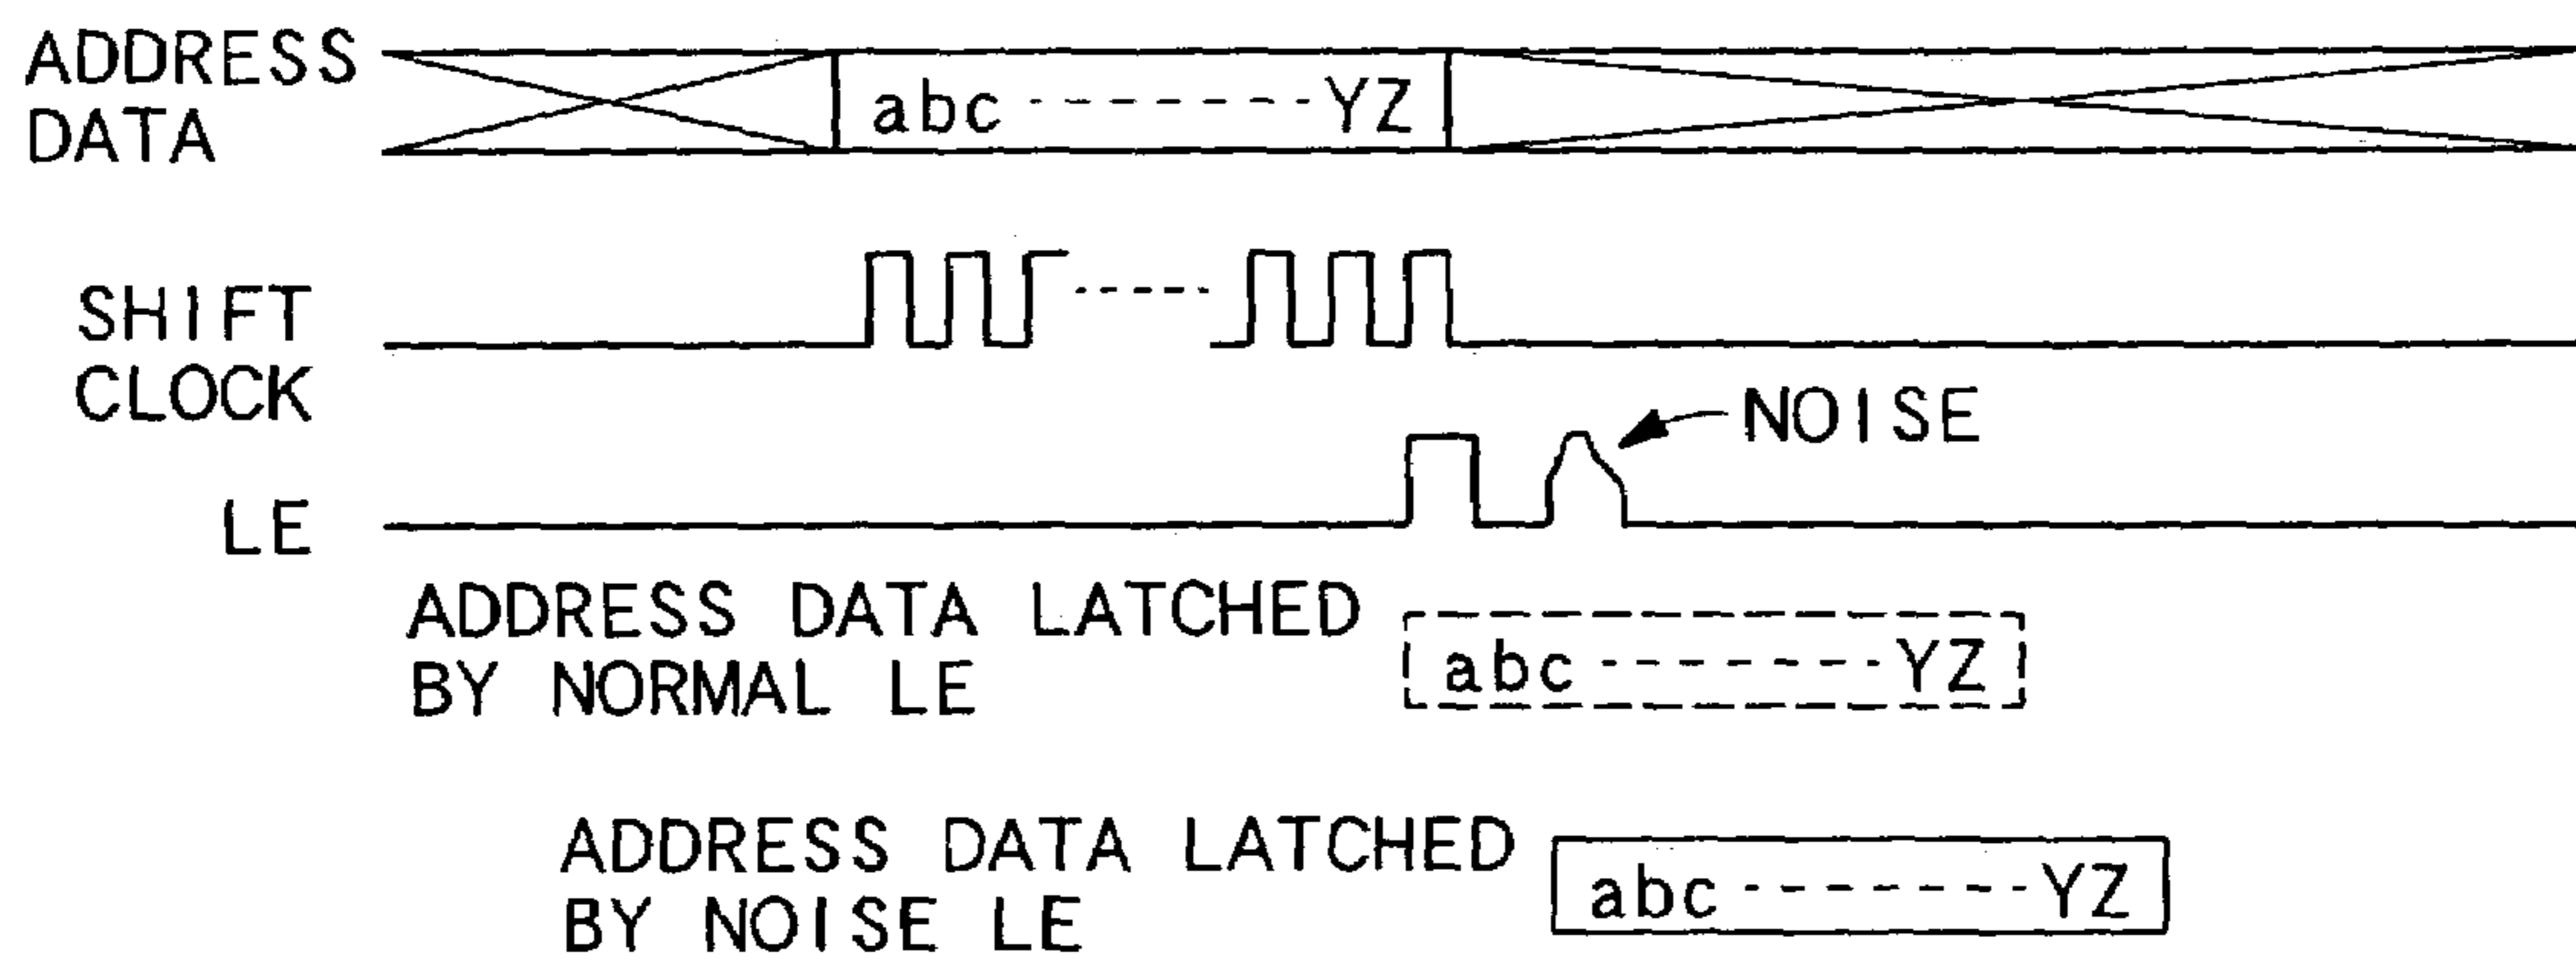 ADDRESS
DATA
abc - - - - - - - YZ
SHIFT
CLOCK
NOISE
LE
ADDRESS DATA LATCHED
BY NORMAL LE
abc - - - - - - - YZ
ADDRESS DATA LATCHED
BY NOISE LE
abc - - - - - - - YZ